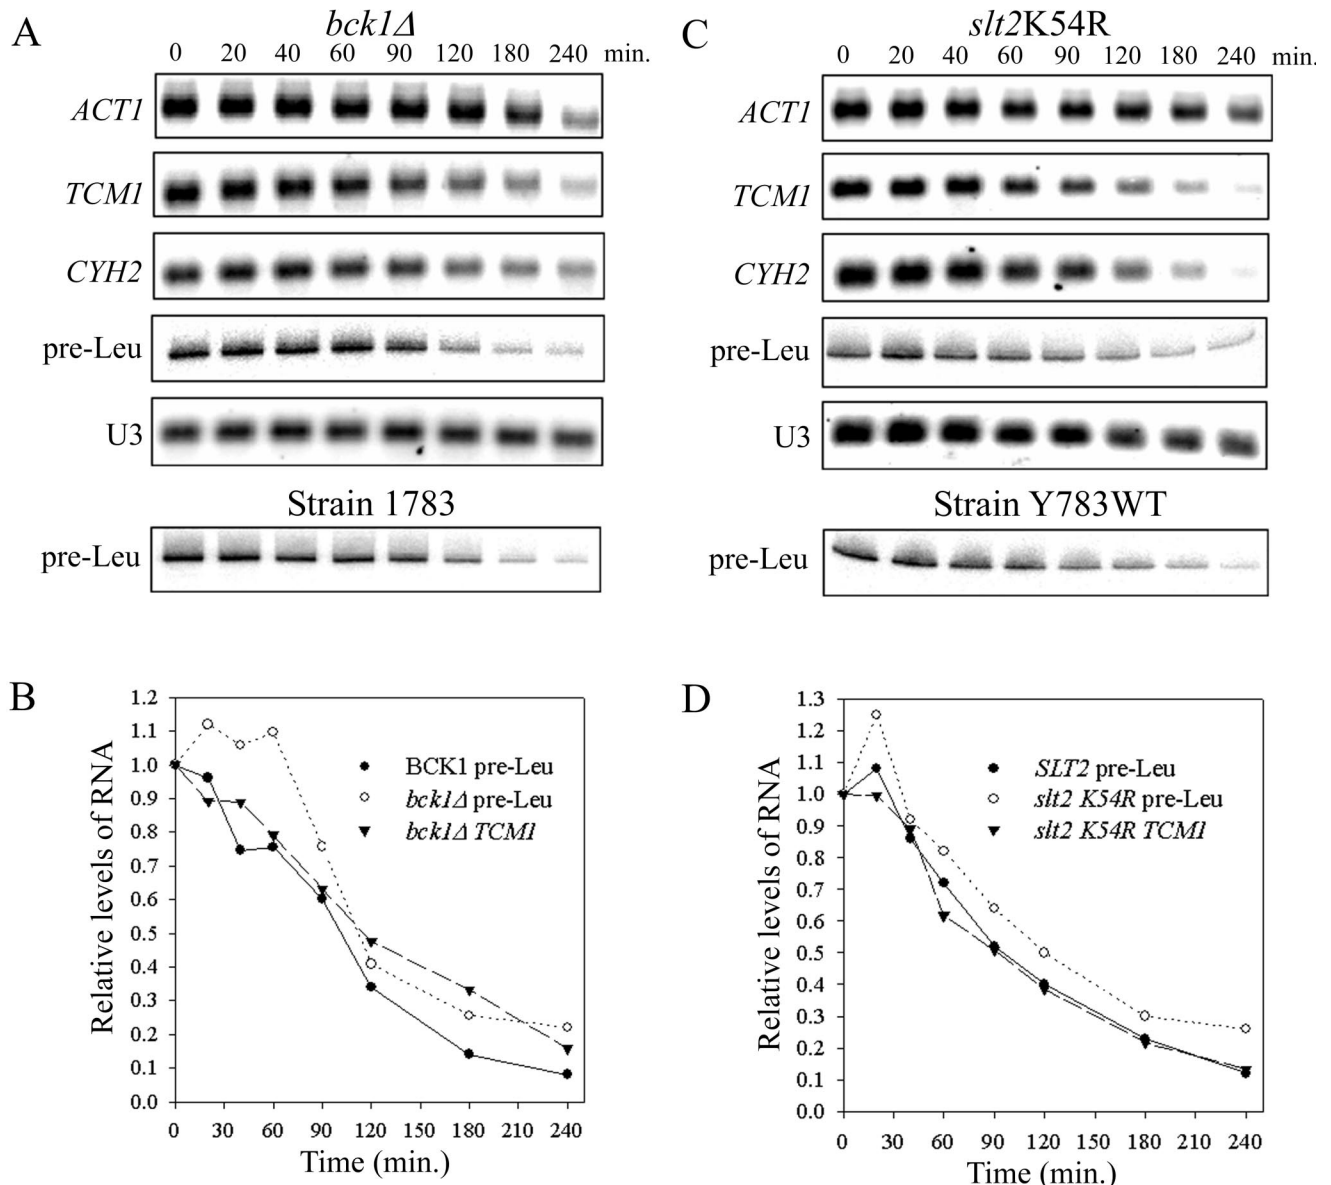 A
bck1Δ
0 20 40 60 90 120 180 240 min.
ACT1
TCM1
CYH2
pre-Leu
U3
Strain 1783
pre-Leu
C
slt2K54R
0 20 40 60 90 120 180 240 min.
ACT1
TCM1
CYH2
pre-Leu
U3
Strain Y783WT
pre-Leu
B
Relative levels of RNA
1.2
1.1
1.0
0.9
0.8
0.7
0.6
0.5
0.4
0.3
0.2
0.1
0.0
BCK1 pre-Leu
bck1Δ pre-Leu
bck1Δ TCM1
0 30 60 90 120 150 180 210 240
Time (min.)
D
Relative levels of RNA
1.3
1.2
1.1
1.0
0.9
0.8
0.7
0.6
0.5
0.4
0.3
0.2
0.1
0.0
SLT2 pre-Leu
slt2 K54R pre-Leu
slt2 K54R TCM1
0 30 60 90 120 150 180 210 240
Time (min.)